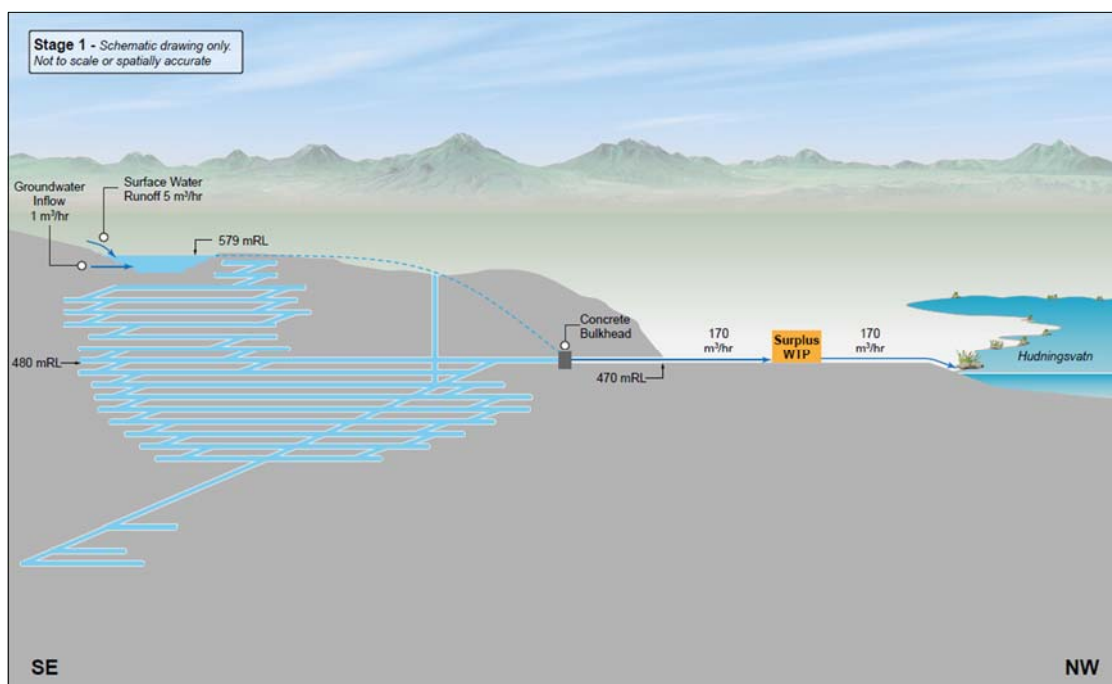 Stage 1 - Schematic drawing only.
Not to scale or spatially accurate
Groundwater
Inflow
1 m³/hr
Surface Water
Runoff 5 m³/hr
579 mRL
480 mRL
Concrete
Bulkhead
470 mRL
170
m³/hr
Surplus
WTP
170
m³/hr
Hudningsvatn
SE
NW